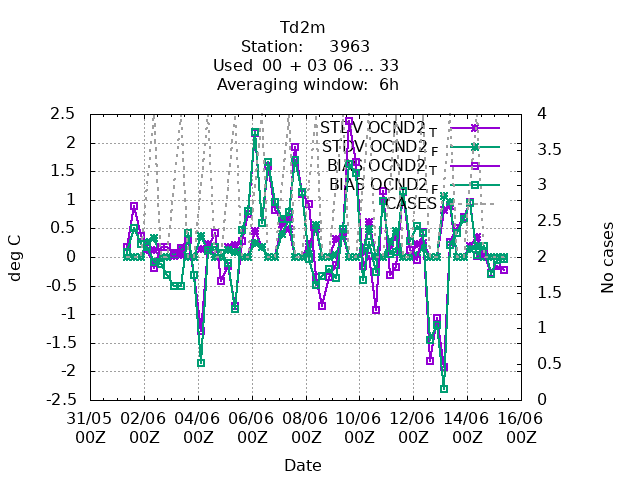 Td2m
Station: 3963
Used 00 + 03 06 ... 33
Averaging window: 6h
2.5
2
1.5
1
0.5
0
-0.5
-1
-1.5
-2
-2.5
4
3.5
3
2.5
2
1.5
1
0.5
0
deg C
No cases
STDV OCND2 T
STDV OCND2 F
BIAS OCND2 T
BIAS OCND2 F
CASES
31/05 02/06 04/06 06/06 08/06 10/06 12/06 14/06 16/06
00Z 00Z 00Z 00Z 00Z 00Z 00Z 00Z 00Z
Date